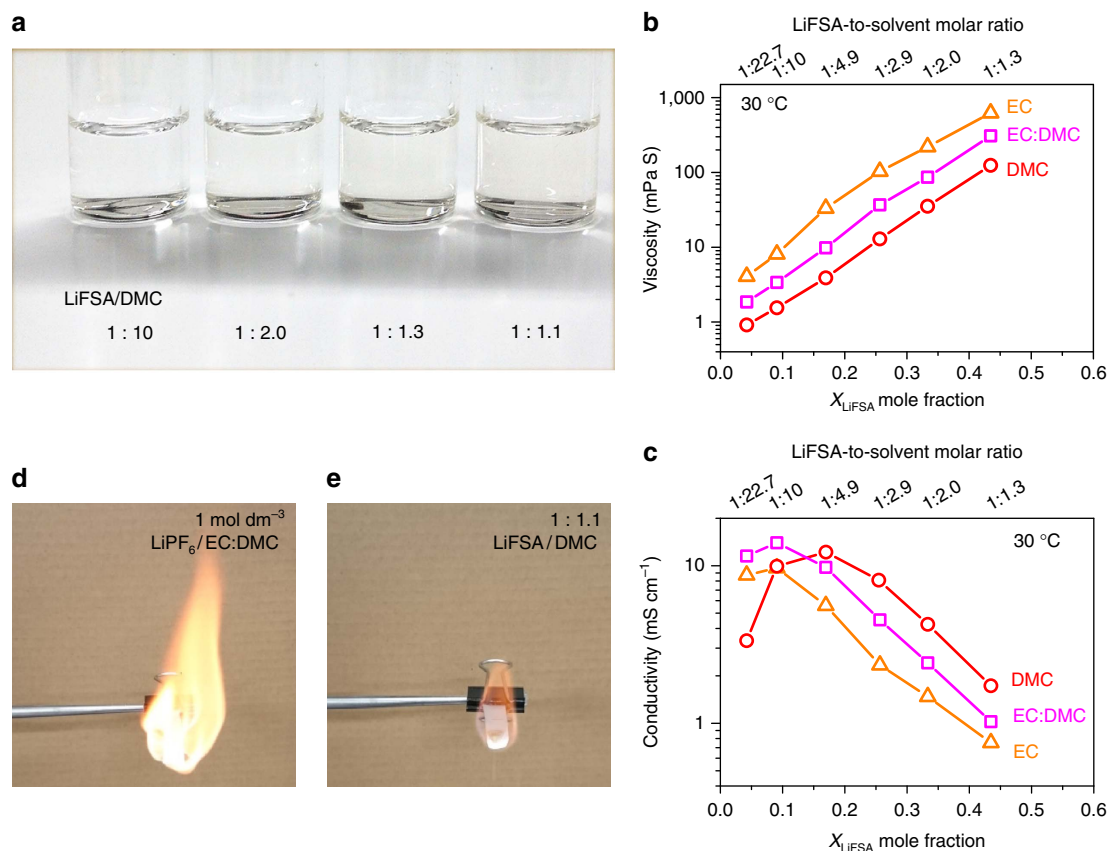 a
LiFSA/DMC
1 : 10
1 : 2.0
1 : 1.3
1 : 1.1
b
LiFSA-to-solvent molar ratio
1:22.7
1:10
1:4.9
1:2.9
1:2.0
1:1.3
30 °C
EC
EC:DMC
DMC
Viscosity (mPa S)
1,000
100
10
1
0.0 0.1 0.2 0.3 0.4 0.5 0.6
X_LiFSA mole fraction
d
1 mol dm⁻³
LiPF₆/EC:DMC
e
1 : 1.1
LiFSA/DMC
c
LiFSA-to-solvent molar ratio
1:22.7
1:10
1:4.9
1:2.9
1:2.0
1:1.3
30 °C
Conductivity (mS cm⁻¹)
10
1
DMC
EC:DMC
EC
0.0 0.1 0.2 0.3 0.4 0.5 0.6
X_LiFSA mole fraction